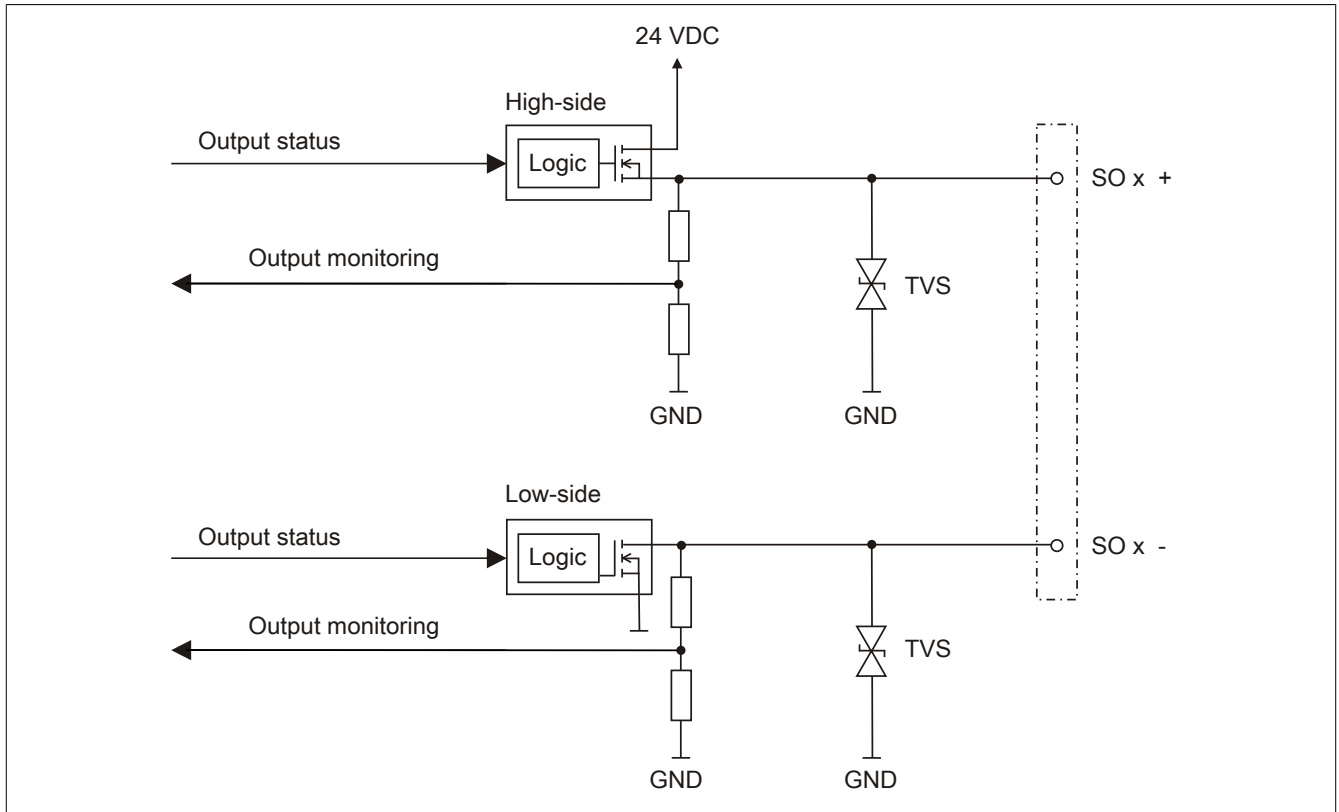 24 VDC
High-side
Output status
Logic
SO x +
Output monitoring
TVS
GND
GND
Low-side
Output status
Logic
SO x -
Output monitoring
TVS
GND
GND